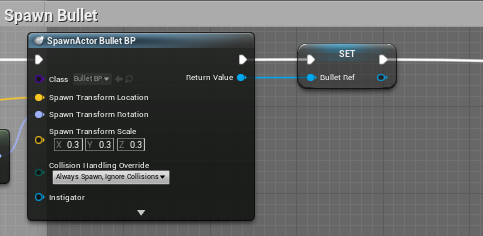 Spawn Bullet
SpawnActor Bullet BP
SET
Class Bullet BP
Return Value
Bullet Ref
Spawn Transform Location
Spawn Transform Rotation
Spawn Transform Scale
X 0.3 Y 0.3 Z 0.3
Collision Handling Override
Always Spawn, Ignore Collisions
Instigator